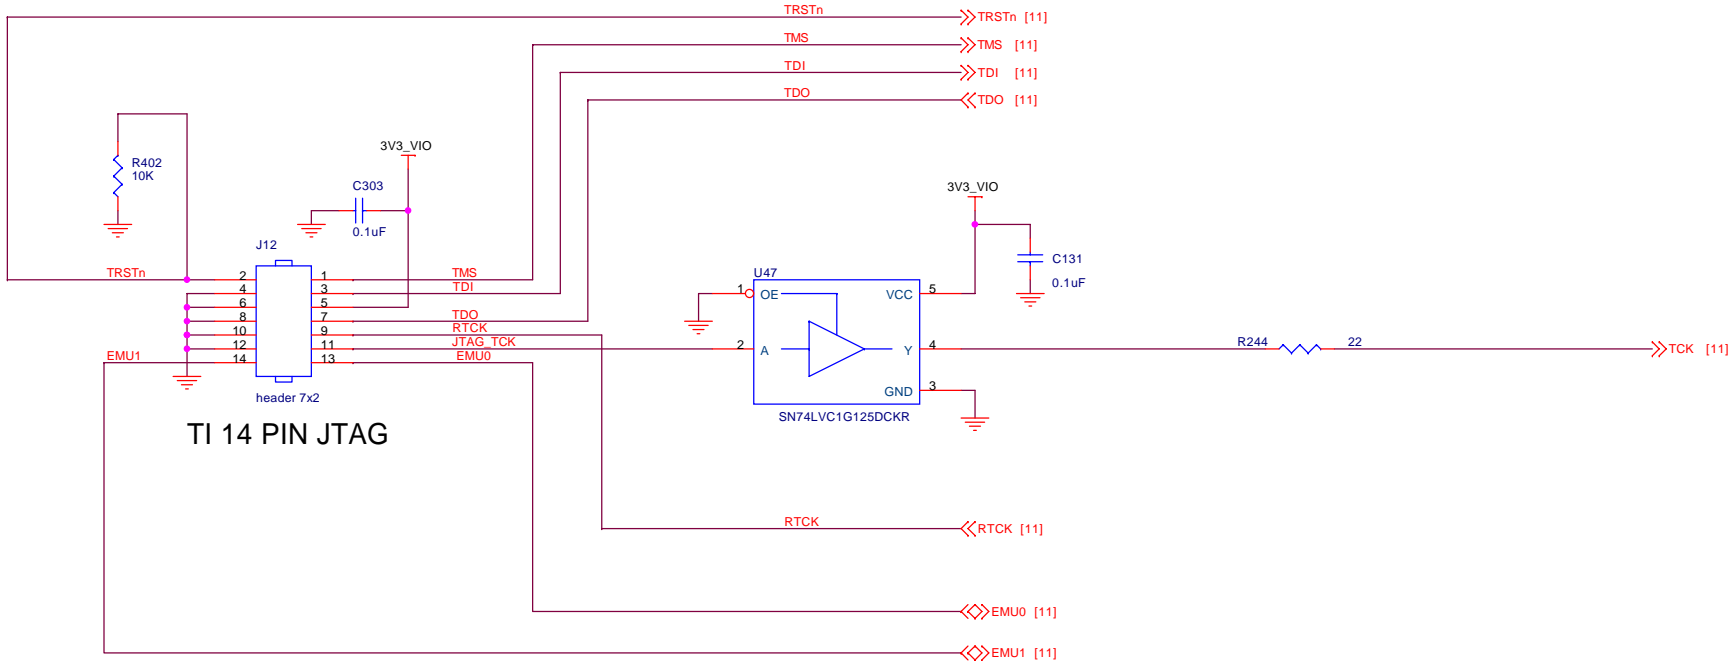 TRSTn
TRSTn [11]
TMS
TMS [11]
TDI
TDI [11]
TDO
TDO [11]
3V3_VIO
R402
10K
C303
0.1uF
3V3_VIO
J12
C131
0.1uF
U47
TRSTn
2
1
TMS
4
3
TDI
6
5
8
7
TDO
10
9
RTCK
12
11
JTAG_TCK
EMU1
14
13
EMU0
header 7x2
TI 14 PIN JTAG
1
OE
VCC
5
2
A
Y
4
GND
3
SN74LVC1G125DCKR
R244
22
TCK [11]
RTCK
RTCK [11]
EMU0 [11]
EMU1 [11]